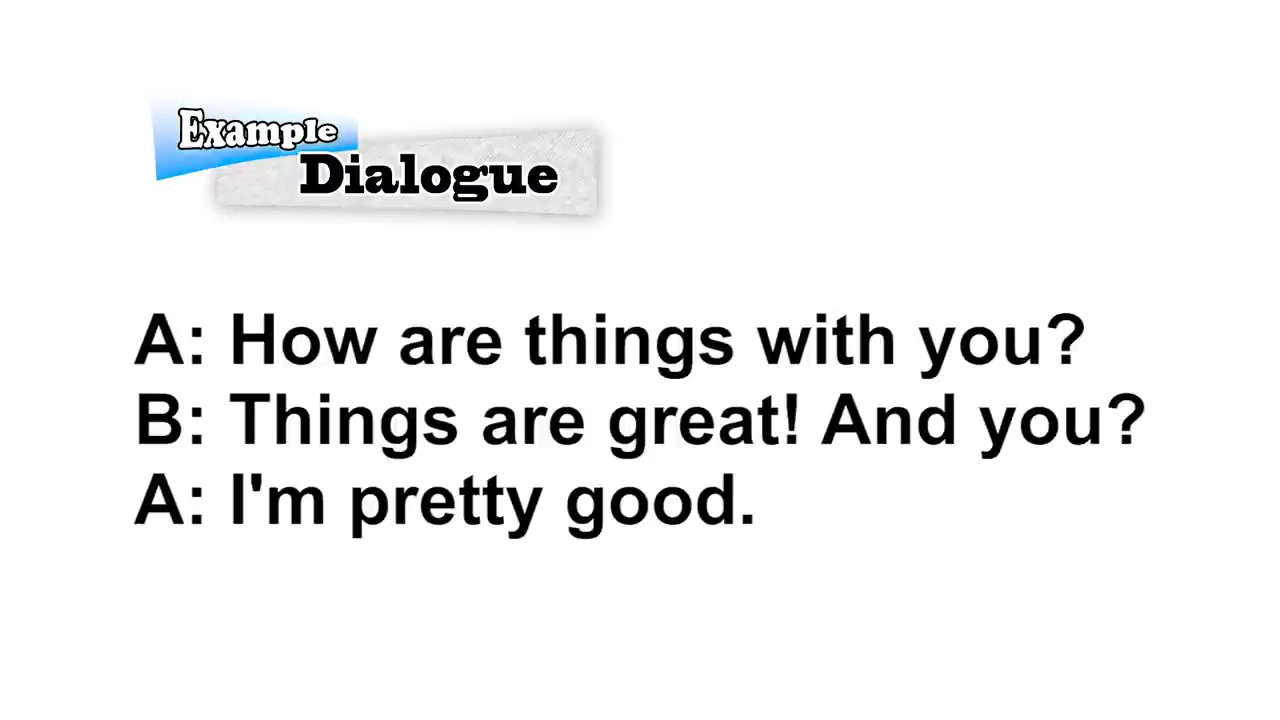 Example
Dialogue
A: How are things with you?
B: Things are great! And you?
A: I'm pretty good.